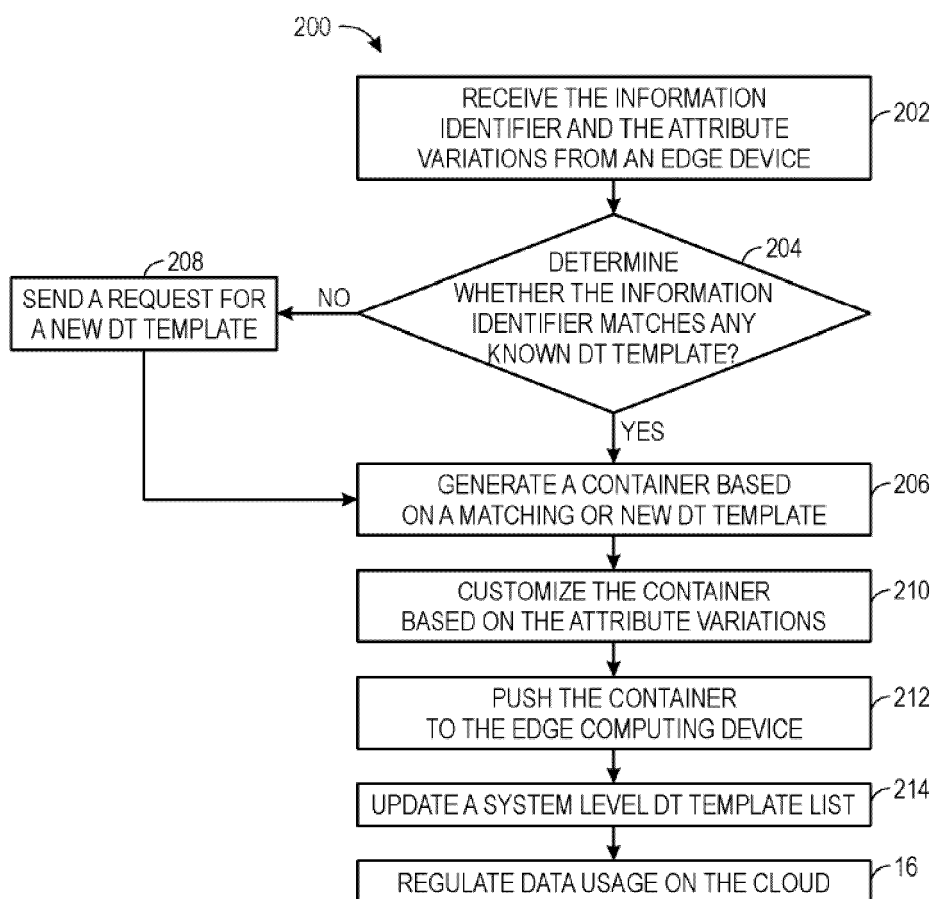 200
RECEIVE THE INFORMATION
IDENTIFIER AND THE ATTRIBUTE
VARIATIONS FROM AN EDGE DEVICE
202
204
DETERMINE
WHETHER THE INFORMATION
IDENTIFIER MATCHES ANY
KNOWN DT TEMPLATE?
208
SEND A REQUEST FOR
A NEW DT TEMPLATE
NO
YES
GENERATE A CONTAINER BASED
ON A MATCHING OR NEW DT TEMPLATE
206
CUSTOMIZE THE CONTAINER
BASED ON THE ATTRIBUTE VARIATIONS
210
PUSH THE CONTAINER
TO THE EDGE COMPUTING DEVICE
212
UPDATE A SYSTEM LEVEL DT TEMPLATE LIST
214
REGULATE DATA USAGE ON THE CLOUD
16